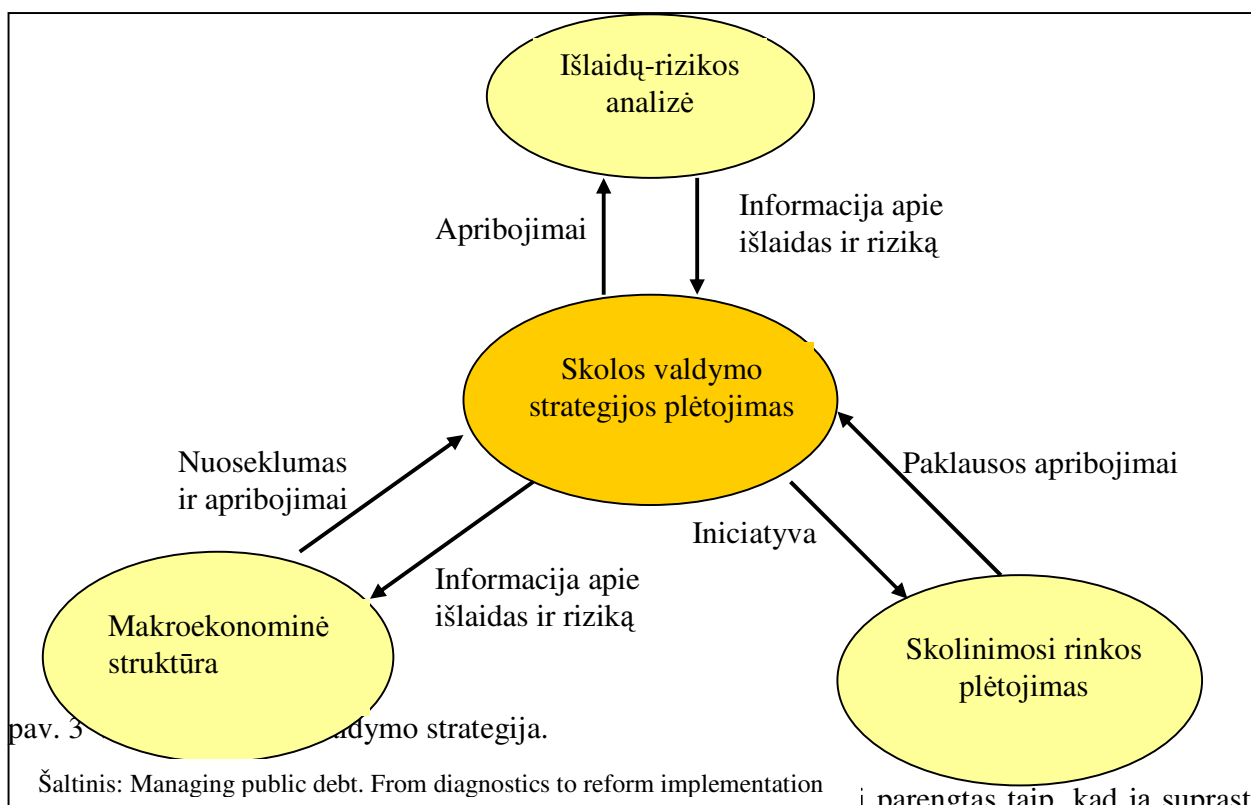 Išlaidų-rizikos
analizė
Apribojimai
Informacija apie
išlaidas ir riziką
Skolos valdymo
strategijos plėtojimas
Nuoseklumas
ir apribojimai
Paklausos apribojimai
Iniciatyva
Informacija apie
išlaidas ir riziką
Makroekonominė
struktūra
Skolinimosi rinkos
plėtojimas
pav. 3 strategija.
Šaltinis: Managing public debt. From diagnostics to reform implementation
parengtas taip, kad ją